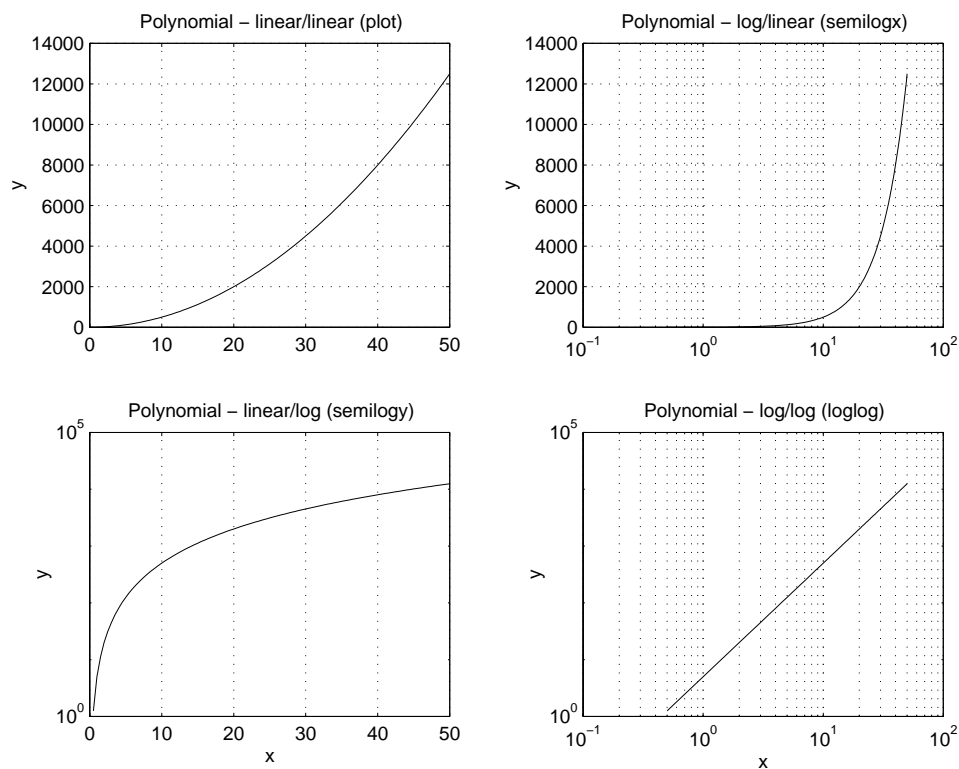 Polynomial − linear/linear (plot)
14000
12000
10000
8000
6000
4000
2000
0
y
0 10 20 30 40 50
Polynomial − log/linear (semilogx)
14000
12000
10000
8000
6000
4000
2000
0
y
10⁻¹ 10⁰ 10¹ 10²
Polynomial − linear/log (semilogy)
10⁵
10⁰
y
0 10 20 30 40 50
x
Polynomial − log/log (loglog)
10⁵
10⁰
y
10⁻¹ 10⁰ 10¹ 10²
x